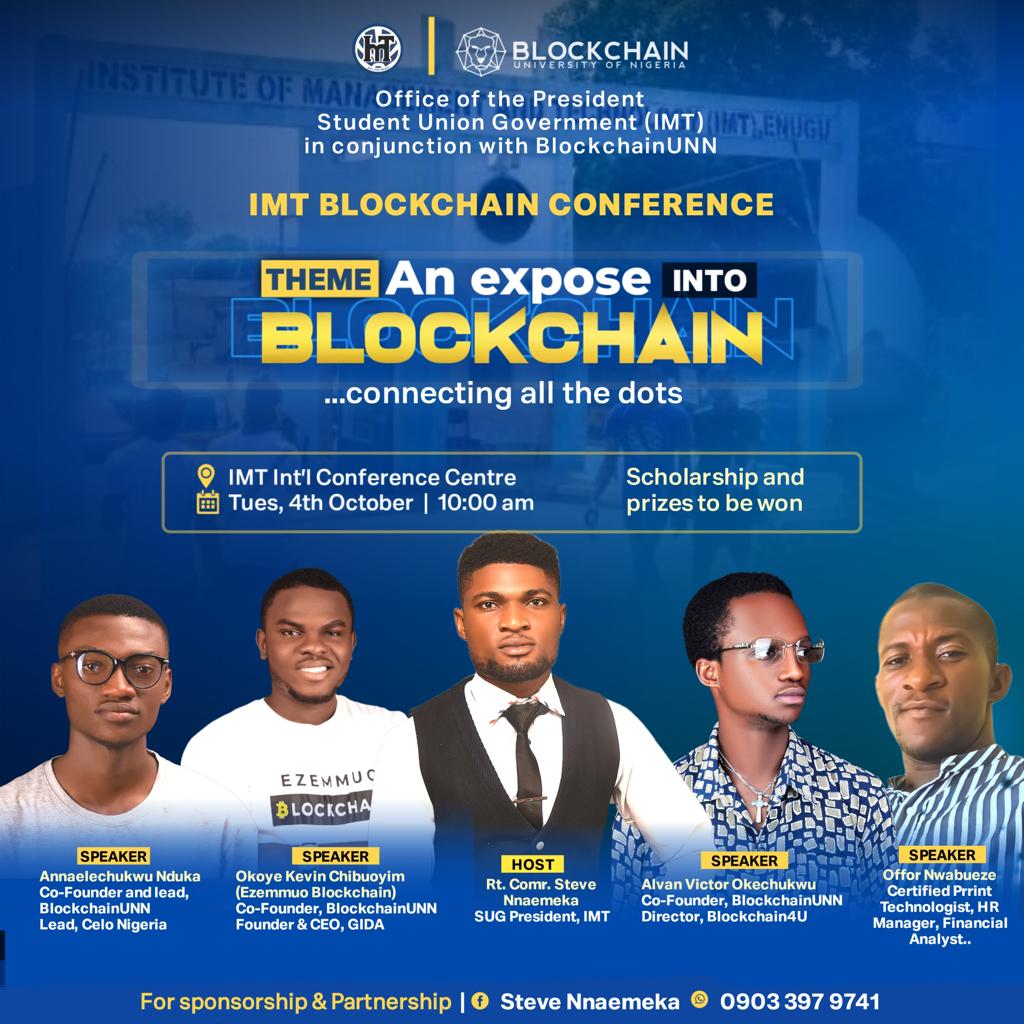 ImT
BLOCKCHAIN
UNIVERSITY OF NIGERIA
INSTITUTE OF MANAGEMENT (IMT), ENUGU
Office of the President
Student Union Government (IMT)
in conjunction with BlockchainUNN
IMT BLOCKCHAIN CONFERENCE
THEME An expose INTO
BLOCKCHAIN
BLOCKCHAIN
...connecting all the dots
IMT Int'l Conference Centre
Tues, 4th October | 10:00 am
Scholarship and
prizes to be won
EZEMMUO
BLOCKCHA
SPEAKER
Annaelechukwu Nduka
Co-Founder and lead,
BlockchainUNN
Lead, Celo Nigeria
SPEAKER
Okoye Kevin Chibuoyim
(Ezemmuo Blockchain)
Co-Founder, BlockchainUNN
Founder & CEO, GIDA
HOST
Rt. Comr. Steve
Nnaemeka
SUG President, IMT
SPEAKER
Alvan Victor Okechukwu
Co-Founder, BlockchainUNN
Director, Blockchain4U
SPEAKER
Offor Nwabueze
Certified Prrint
Technologist, HR
Manager, Financial
Analyst..
For sponsorship & Partnership | Steve Nnaemeka 0903 397 9741